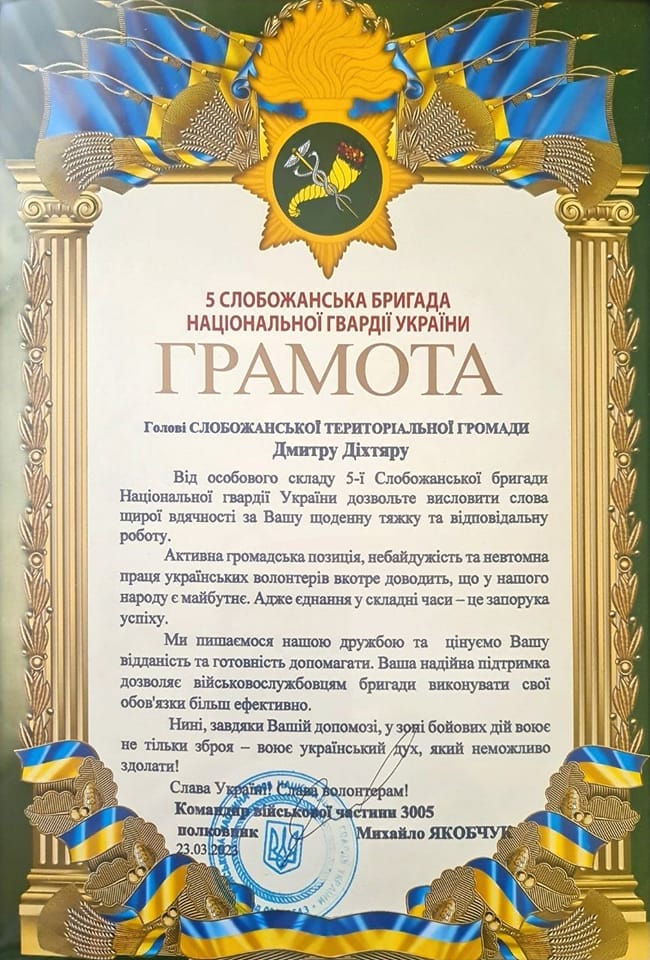 5 СЛОБОЖАНСЬКА БРИГАДА
НАЦІОНАЛЬНОЇ ГВАРДІЇ УКРАЇНИ
ГРАМОТА
Голові СЛОБОЖАНСЬКОЇ ТЕРИТОРІАЛЬНОЇ ГРОМАДИ
Дмитру Діхтяру
Від особового складу 5-ї Слобожанської бригади
Національної гвардії України дозвольте висловити слова
щирої вдячності за Вашу щоденну тяжку та відповідальну
роботу.
Активна громадська позиція, небайдужість та невтомна
праця українських волонтерів вкотре доводить, що у нашого
народу є майбутнє. Адже єднання у складні часи – це запорука
успіху.
Ми пишаємося нашою дружбою та цінуємо Вашу
відданість та готовність допомагати. Ваша надійна підтримка
дозволяє військовослужбовцям бригади виконувати свої
обов'язки більш ефективно.
Нині, завдяки Вашій допомозі, у зоні бойових дій воює
не тільки зброя – воює український дух, який неможливо
здолати!
Слава Україні! Слава волонтерам!
Командир військової частини 3005
полковник Михайло ЯКОБЧУК
23.03.2023